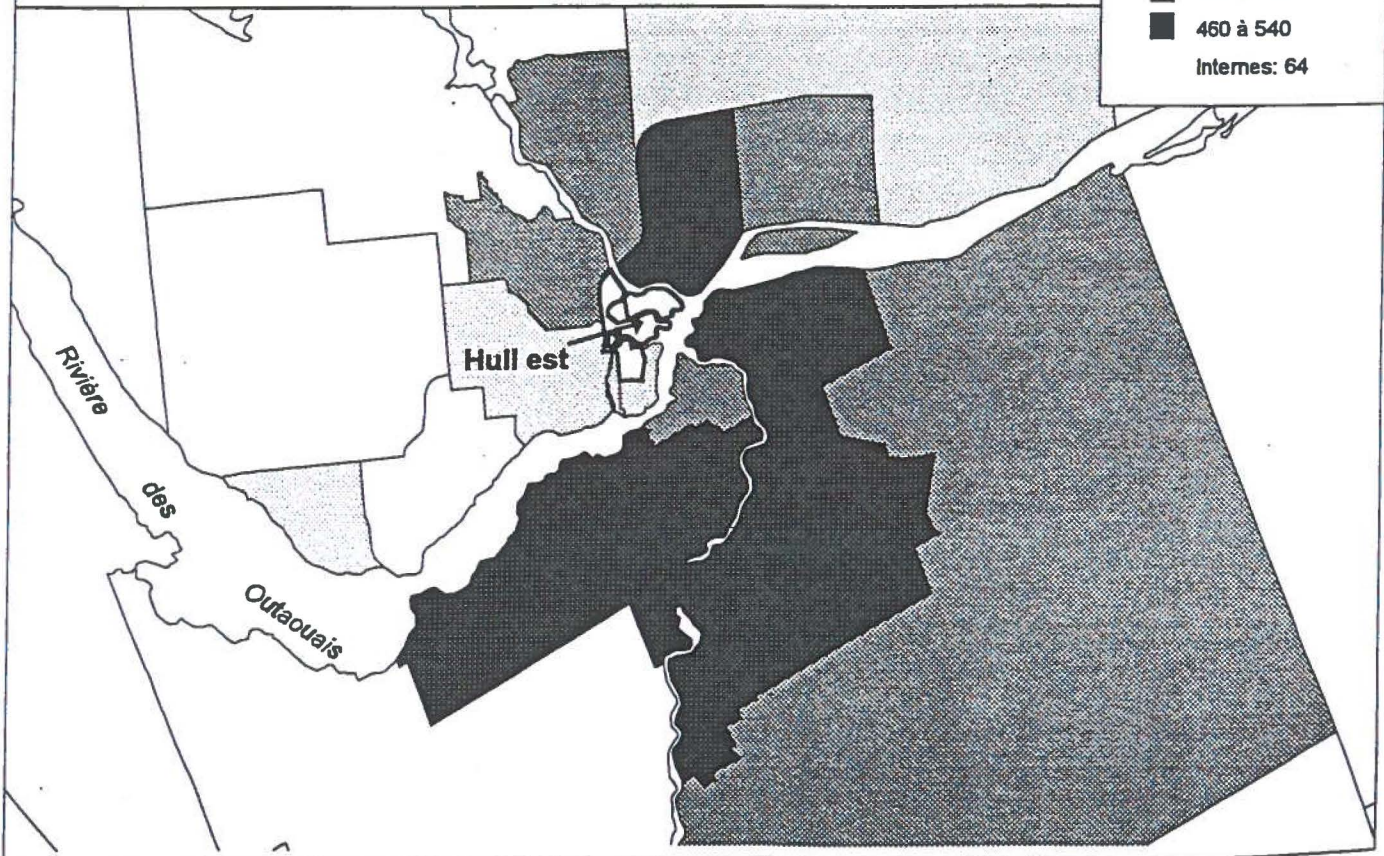 460 à 540
Internes: 64
Hull est
Rivière
des
Outaouais